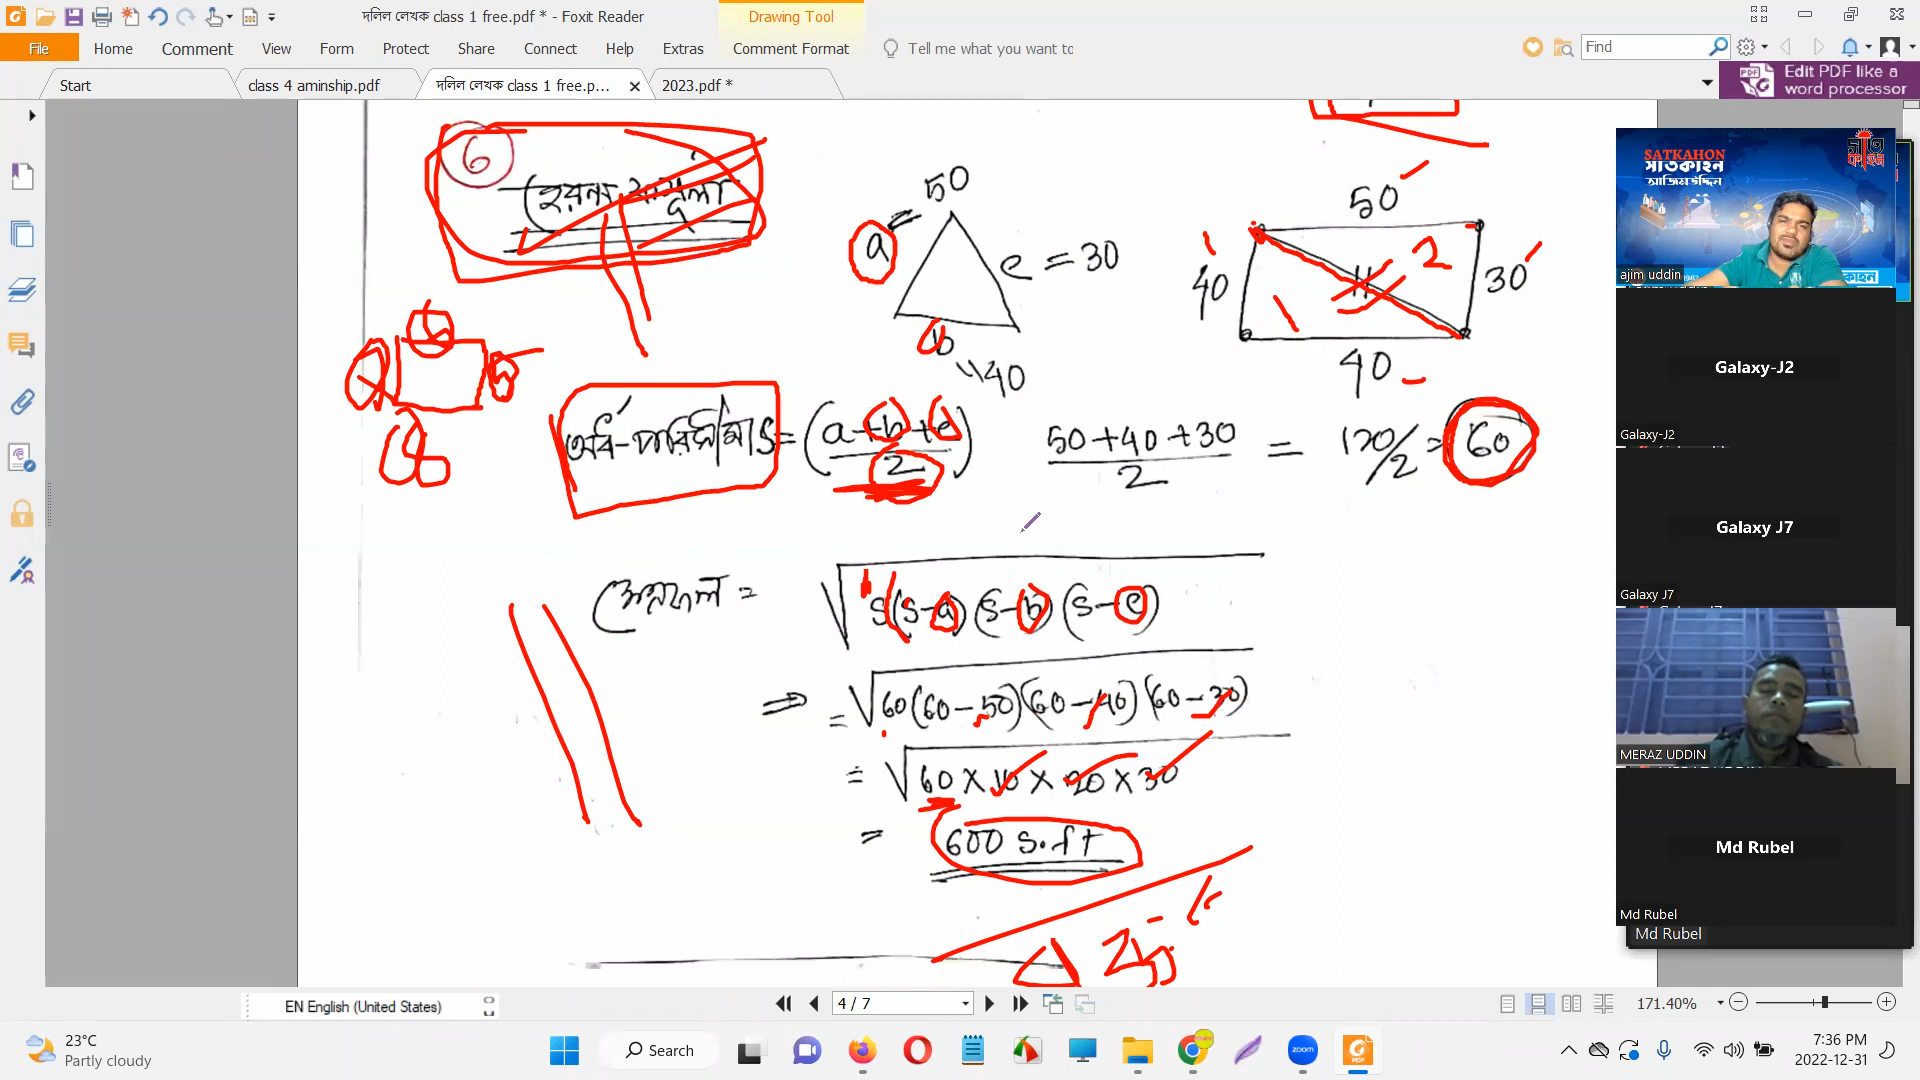 দলিল লেখক class 1 free.pdf * - Foxit Reader
Drawing Tool
File
Home
Comment
View
Form
Protect
Share
Connect
Help
Extras
Comment Format
Tell me what you want to
Find
Start
class 4 aminship.pdf
দলিল লেখক class 1 free.p...
2023.pdf *
Edit PDF like a
word processor
6
50
a
c = 30
b
40
50
40
2
30
40
অর্ধ-পরিসীমা S = (a+b+c / 2)
50+40+30 / 2 = 120/2 = 60
ক্ষেত্রফল = √s(s-a)(s-b)(s-c)
⇒ = √60(60-50)(60-40)(60-30)
= √60×10×20×30
= 600 s.ft
SATKAHON
সাতকাহন
আজিমউদ্দিন
ajim uddin
Galaxy-J2
Galaxy-J2
Galaxy J7
Galaxy J7
MERAZ UDDIN
Md Rubel
Md Rubel
Md Rubel
EN English (United States)
4 / 7
171.40%
23°C
Partly cloudy
Search
zoom
7:36 PM
2022-12-31